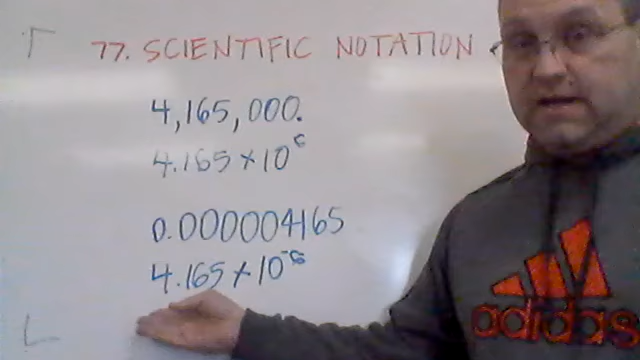 77. SCIENTIFIC NOTATION
4,165,000.
4.165 × 10⁶
0.000004165
4.165 × 10⁻⁶
adidas